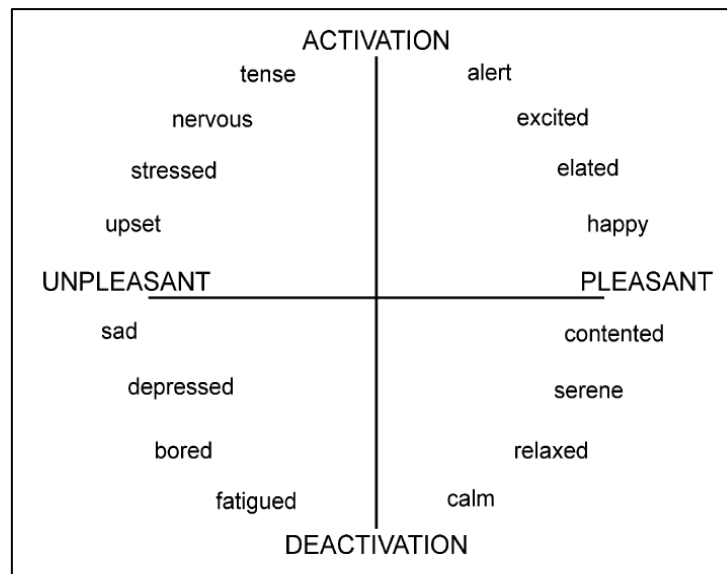 ACTIVATION
tense alert
nervous excited
stressed elated
upset happy
UNPLEASANT PLEASANT
sad contented
depressed serene
bored relaxed
fatigued calm
DEACTIVATION